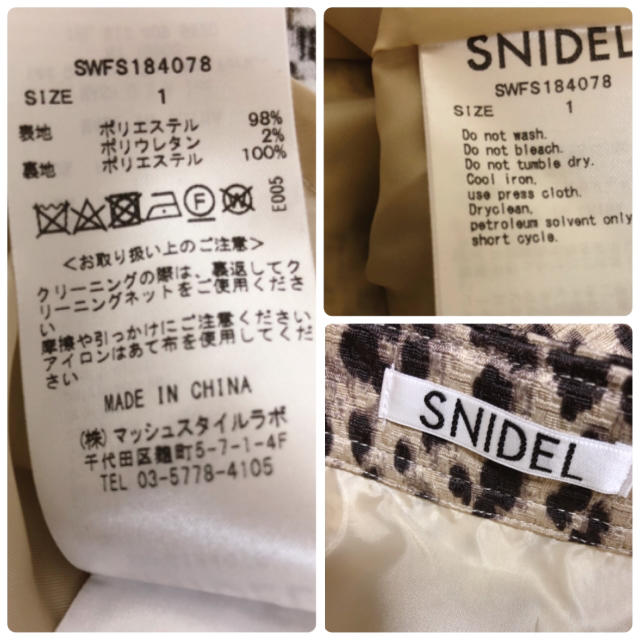 SWFS184078
SIZE 1
表地 ポリエステル 98%
ポリウレタン 2%
裏地 ポリエステル 100%
E005
<お取り扱い上のご注意>
クリーニングの際は、裏返してク
リーニングネットをご使用くださ
い
摩擦や引っかけにご注意ください
アイロンはあて布を使用してくだ
さい
MADE IN CHINA
(株)マッシュスタイルラボ
千代田区麹町5-7-1-4F
TEL 03-5778-4105
SNIDEL
SWFS184078
SIZE 1
Do not wash.
Do not bleach.
Do not tumble dry.
Cool iron,
use press cloth.
Dryclean,
petroleum solvent only
short cycle.
SNIDEL